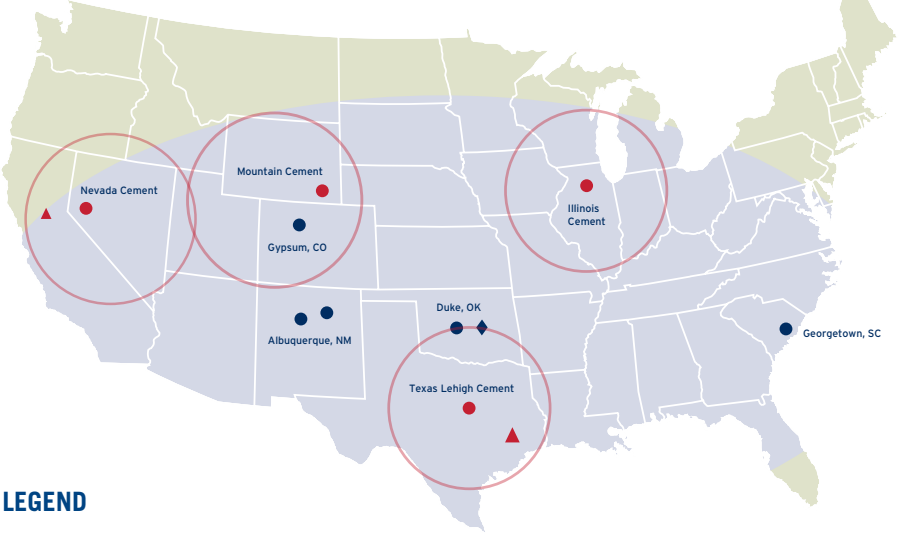 Nevada Cement
Mountain Cement
Gypsum, CO
Illinois
Cement
Duke, OK
Albuquerque, NM
Georgetown, SC
Texas Lehigh Cement
LEGEND